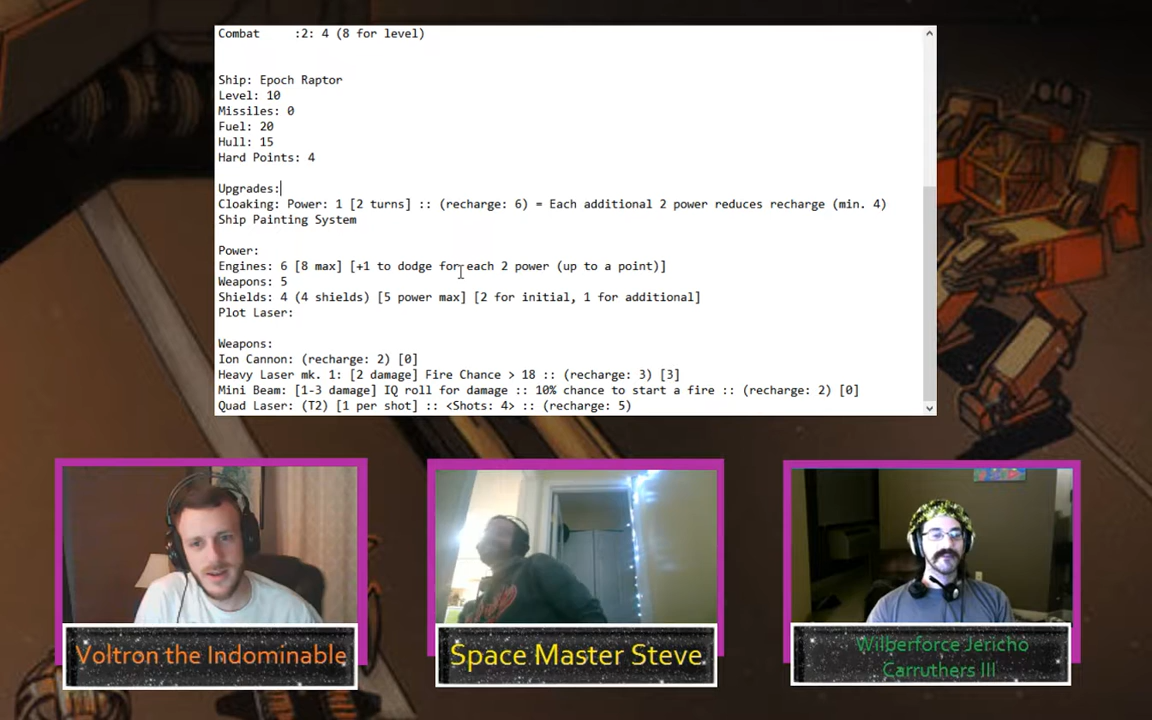 Combat    :2: 4 (8 for level)
Ship: Epoch Raptor
Level: 10
Missiles: 0
Fuel: 20
Hull: 15
Hard Points: 4
Upgrades:
Cloaking: Power: 1 [2 turns] :: (recharge: 6) = Each additional 2 power reduces recharge (min. 4)
Ship Painting System
Power:
Engines: 6 [8 max] [+1 to dodge for each 2 power (up to a point)]
Weapons: 5
Shields: 4 (4 shields) [5 power max] [2 for initial, 1 for additional]
Plot Laser:
Weapons:
Ion Cannon: (recharge: 2) [0]
Heavy Laser mk. 1: [2 damage] Fire Chance > 18 :: (recharge: 3) [3]
Mini Beam: [1-3 damage] IQ roll for damage :: 10% chance to start a fire :: (recharge: 2) [0]
Quad Laser: (T2) [1 per shot] :: <Shots: 4> :: (recharge: 5)
Voltron the Indominable
Space Master Steve
Wilberforce Jericho
Carruthers III